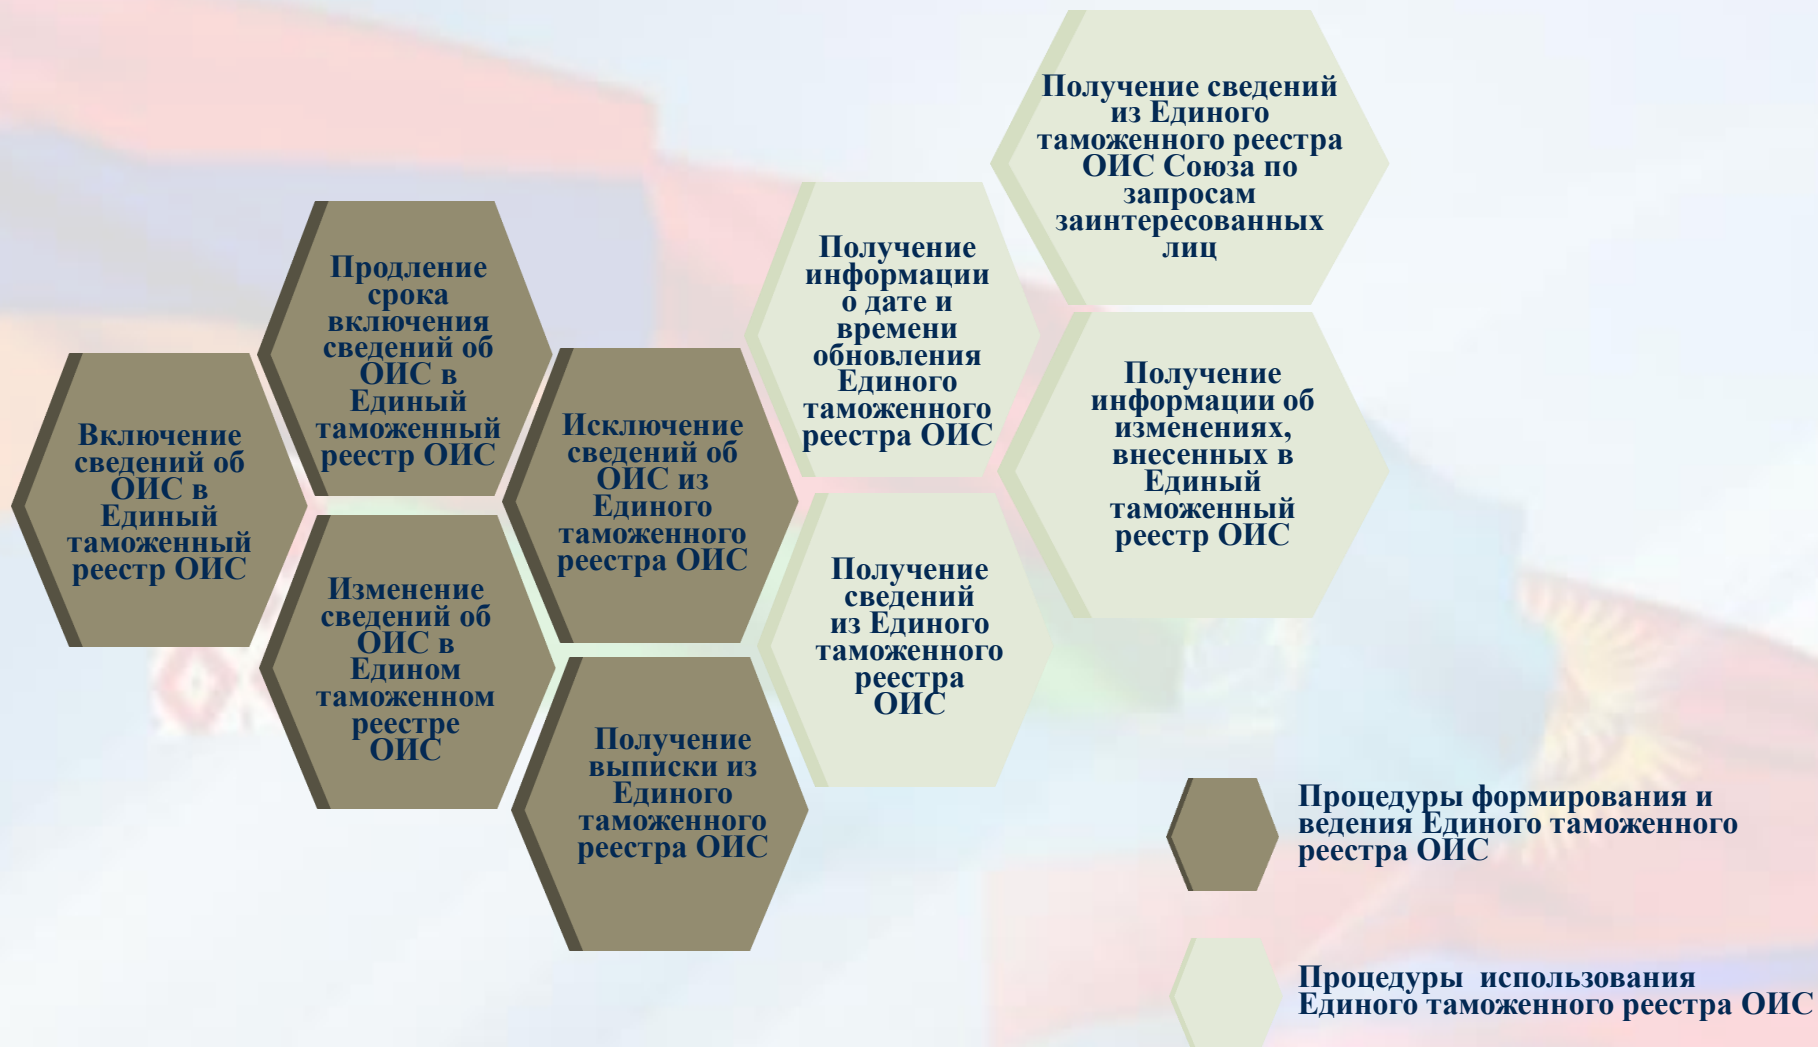 Включение
сведений об
ОИС в
Единый
таможенный
реестр ОИС
Продление
срока
включения
сведений об
ОИС в
Единый
таможенный
реестр ОИС
Изменение
сведений об
ОИС в
Едином
таможенном
реестре
ОИС
Исключение
сведений об
ОИС из
Единого
таможенного
реестра ОИС
Получение
выписки из
Единого
таможенного
реестра ОИС
Получение
информации
о дате и
времени
обновления
Единого
таможенного
реестра ОИС
Получение
сведений
из Единого
таможенного
реестра
ОИС
Получение сведений
из Единого
таможенного реестра
ОИС Союза по
запросам
заинтересованных
лиц
Получение
информации об
изменениях,
внесенных в
Единый
таможенный
реестр ОИС
Процедуры формирования и
ведения Единого таможенного
реестра ОИС
Процедуры использования
Единого таможенного реестра ОИС